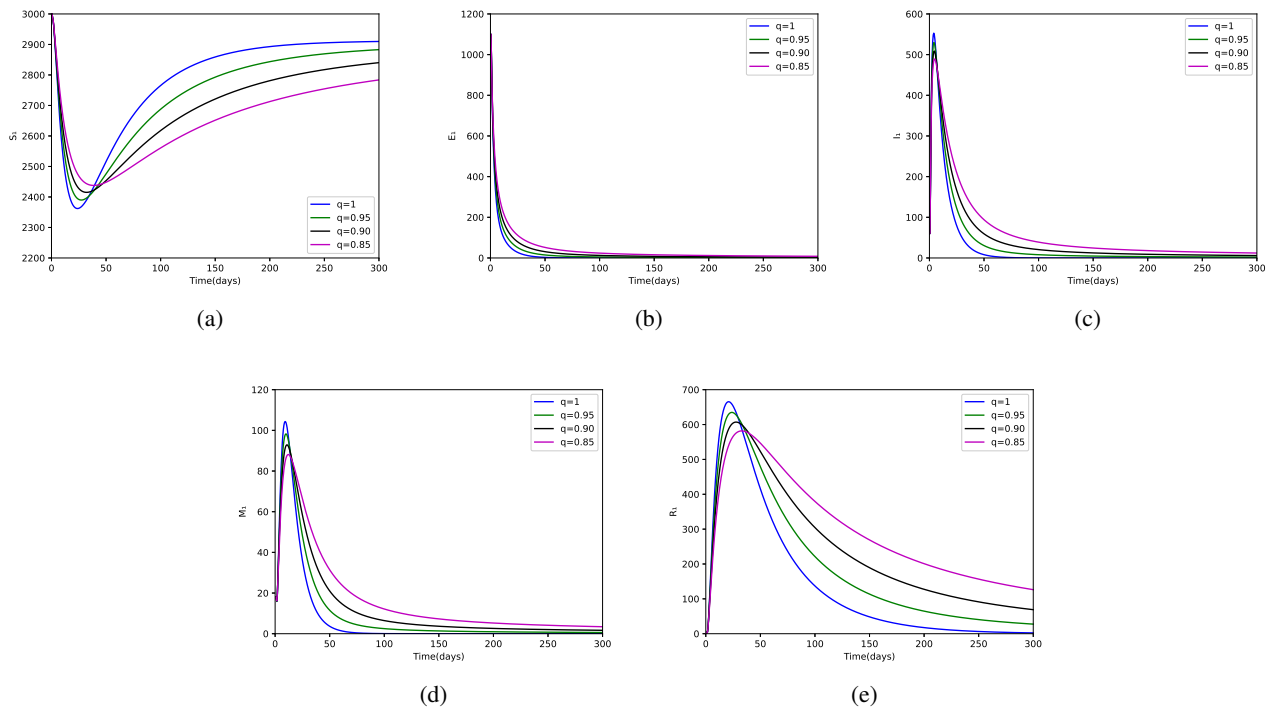 3000
2900
2800
2700
2600
2500
2400
2300
2200
S₁
0 50 100 150 200 250 300
Time(days)
q=1
q=0.95
q=0.90
q=0.85
(a)
1200
1000
800
600
400
200
0
E₁
0 50 100 150 200 250 300
Time(days)
q=1
q=0.95
q=0.90
q=0.85
(b)
600
500
400
300
200
100
0
I₁
0 50 100 150 200 250 300
Time(days)
q=1
q=0.95
q=0.90
q=0.85
(c)
120
100
80
60
40
20
0
M₁
0 50 100 150 200 250 300
Time(days)
q=1
q=0.95
q=0.90
q=0.85
(d)
700
600
500
400
300
200
100
0
R₁
0 50 100 150 200 250 300
Time(days)
q=1
q=0.95
q=0.90
q=0.85
(e)